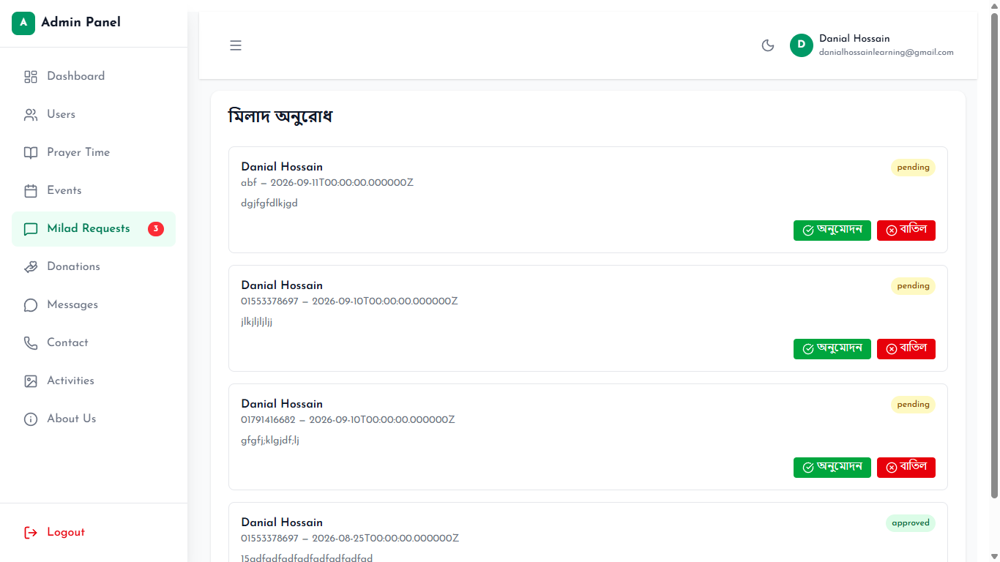 A Admin Panel
Dashboard
Users
Prayer Time
Events
Milad Requests 3
Donations
Messages
Contact
Activities
About Us
Logout
D Danial Hossain
danialhossainlearning@gmail.com
মিলাদ অনুরোধ
Danial Hossain pending
abf – 2026-09-11T00:00:00.000000Z
dgjfgfdlkjgd
অনুমোদন বাতিল
Danial Hossain pending
01553378697 – 2026-09-10T00:00:00.000000Z
jlkjljljljj
অনুমোদন বাতিল
Danial Hossain pending
01791416682 – 2026-09-10T00:00:00.000000Z
gfgfj;klgjdf;lj
অনুমোদন বাতিল
Danial Hossain approved
01553378697 – 2026-08-25T00:00:00.000000Z